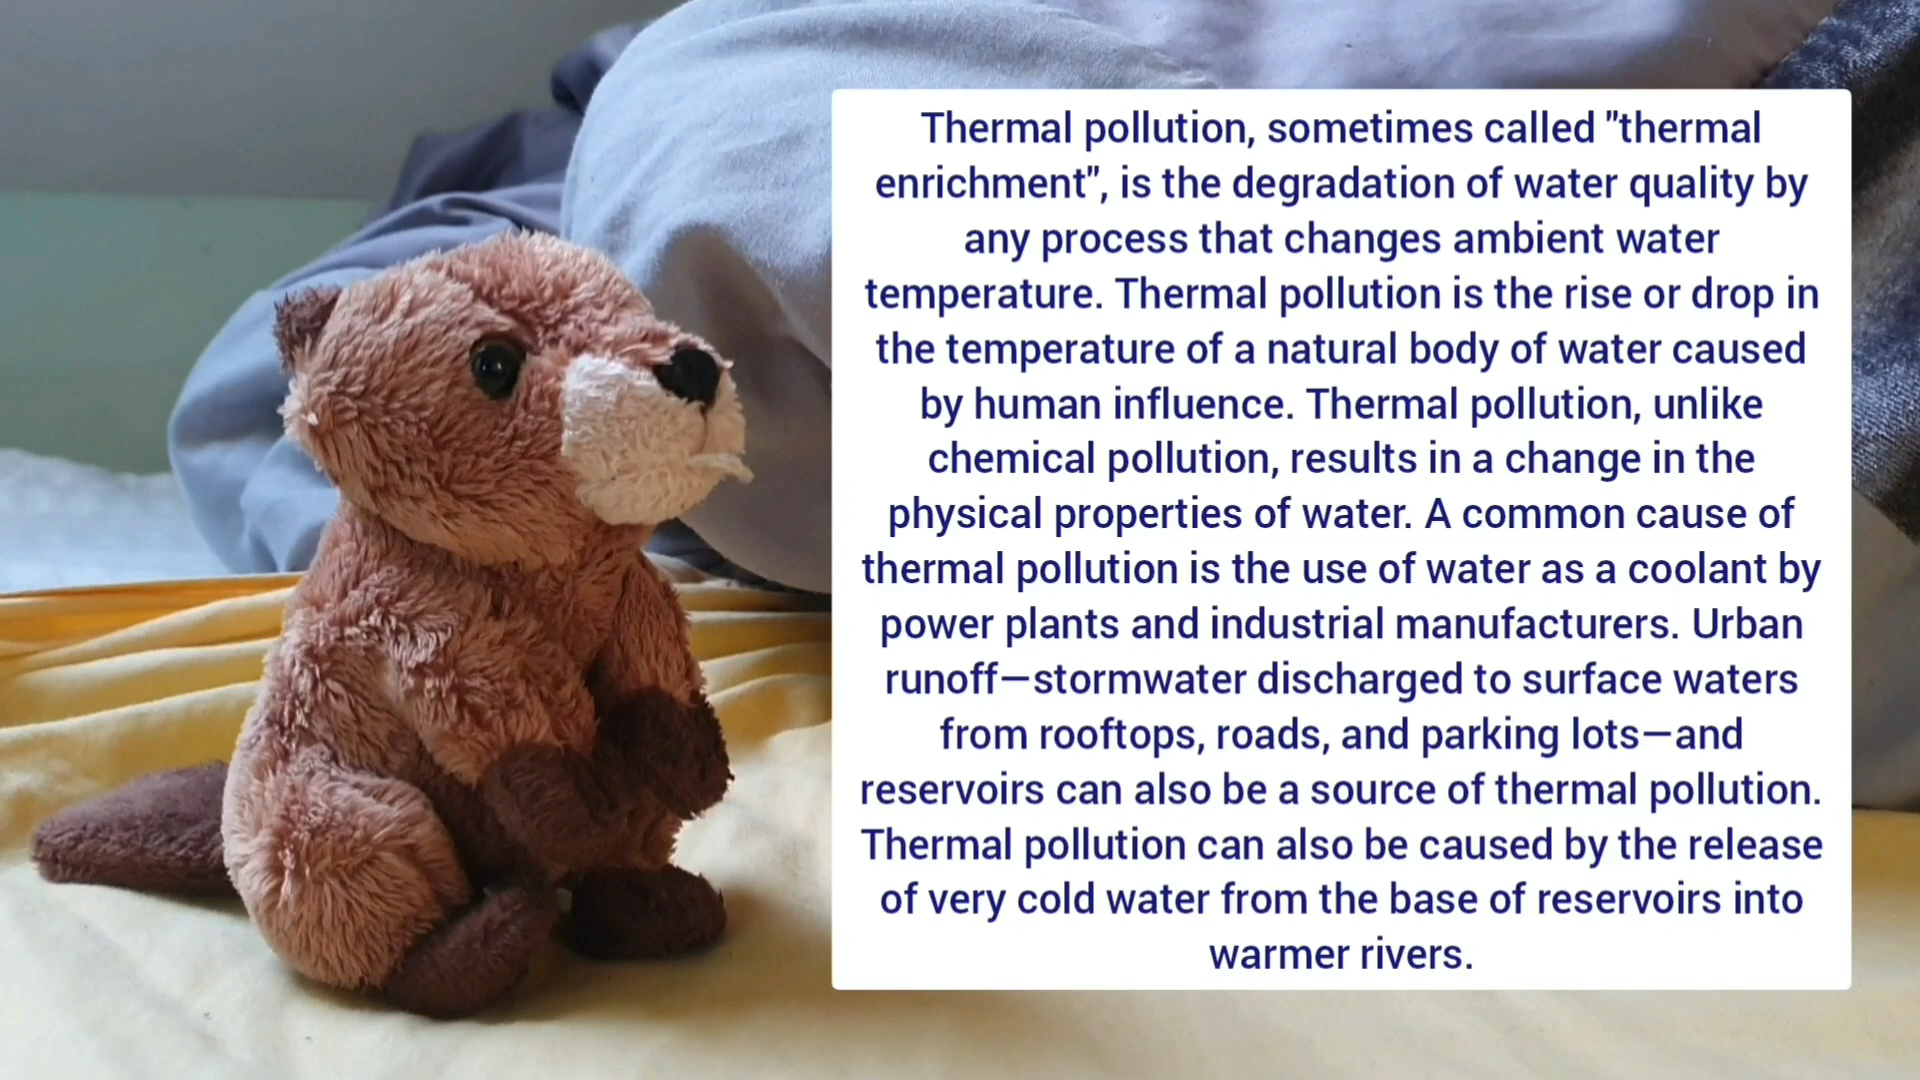 Thermal pollution, sometimes called "thermal
enrichment", is the degradation of water quality by
any process that changes ambient water
temperature. Thermal pollution is the rise or drop in
the temperature of a natural body of water caused
by human influence. Thermal pollution, unlike
chemical pollution, results in a change in the
physical properties of water. A common cause of
thermal pollution is the use of water as a coolant by
power plants and industrial manufacturers. Urban
runoff—stormwater discharged to surface waters
from rooftops, roads, and parking lots—and
reservoirs can also be a source of thermal pollution.
Thermal pollution can also be caused by the release
of very cold water from the base of reservoirs into
warmer rivers.